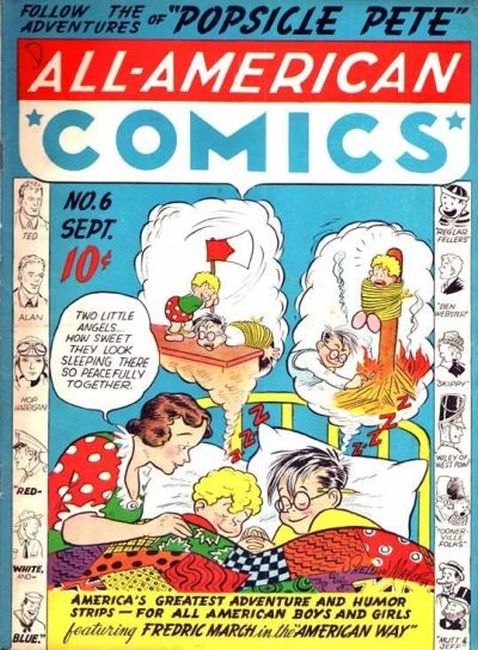 FOLLOW THE
ADVENTURES OF "POPSICLE PETE"
ALL-AMERICAN
COMICS
NO. 6
SEPT.
10¢
TWO LITTLE
ANGELS...
HOW SWEET
THEY LOOK
SLEEPING THERE
SO PEACEFULLY
TOGETHER.
Z-Z-Z
Z-Z-Z-Z
TED
ALAN
HOP
HARRIGAN
"RED-
WHITE,
AND-
BLUE."
"REG'LAR
FELLERS"
"BEN
WEBSTER"
"SKIPPY"
"WILEY OF
WEST POINT"
"TOONER-
VILLE
FOLKS"
"MUTT &
JEFF"
AMERICA'S GREATEST ADVENTURE AND HUMOR
STRIPS — FOR ALL AMERICAN BOYS AND GIRLS
featuring FREDRIC MARCH in the "AMERICAN WAY"